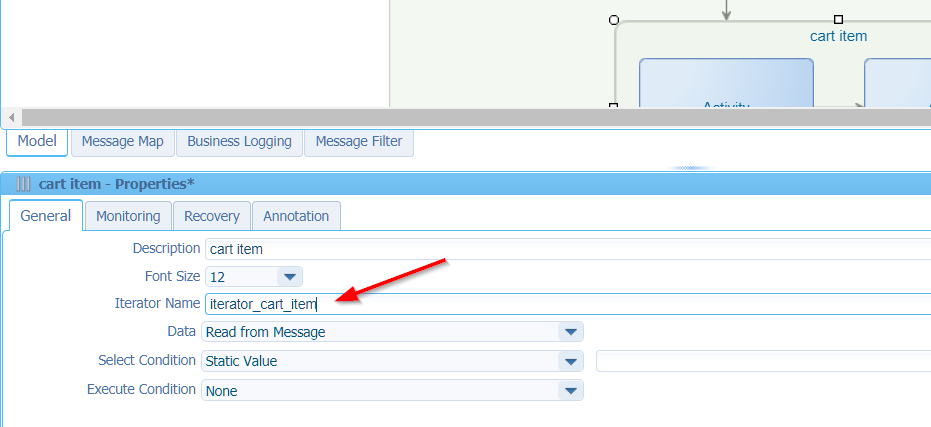 cart item
Activity
Model
Message Map
Business Logging
Message Filter
cart item - Properties*
General
Monitoring
Recovery
Annotation
Description cart item
Font Size 12
Iterator Name iterator_cart_item
Data Read from Message
Select Condition Static Value
Execute Condition None